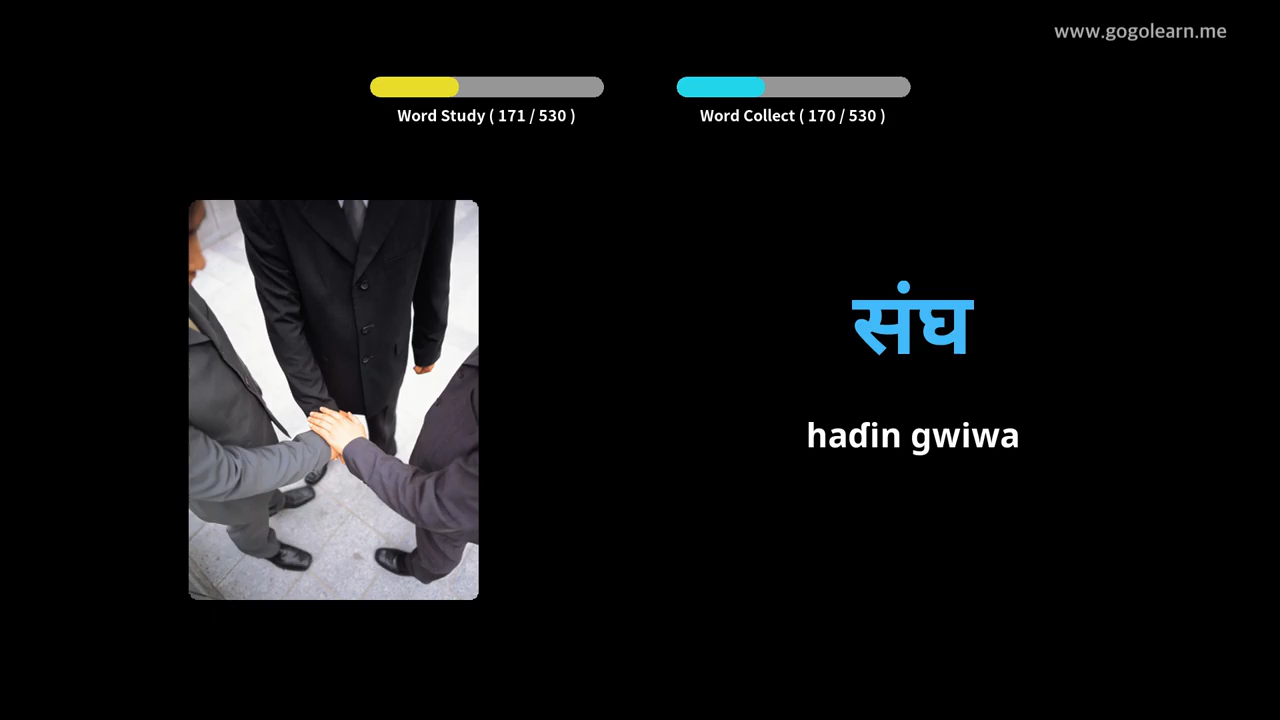 www.gogolearn.me
Word Study ( 171 / 530 )
Word Collect ( 170 / 530 )
संघ
haɗin gwiwa